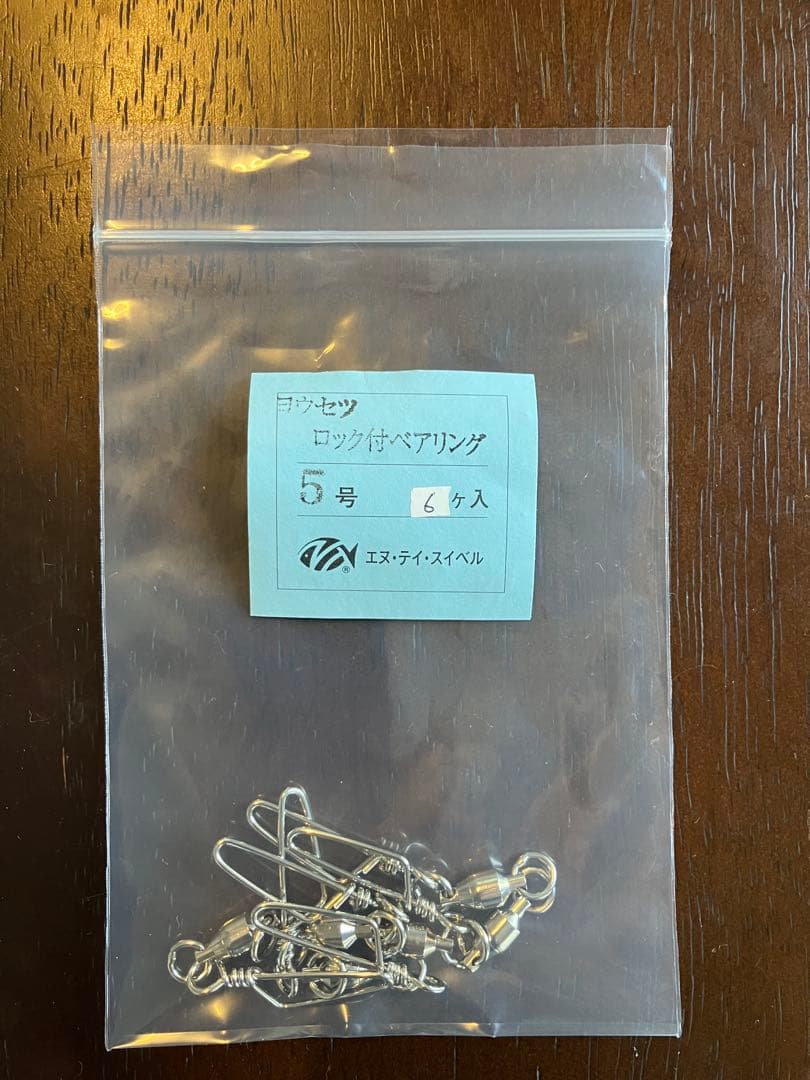 ヨウセツ
ロック付ベアリング
5号 6ヶ入
® エヌ・テイ・スイベル